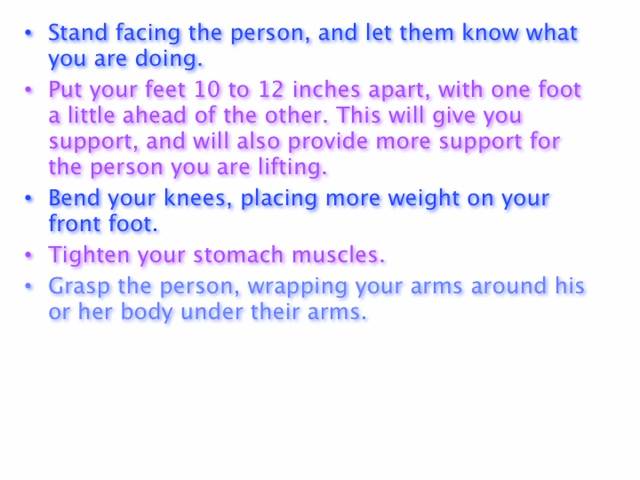 • Stand facing the person, and let them know what
you are doing.
• Put your feet 10 to 12 inches apart, with one foot
a little ahead of the other. This will give you
support, and will also provide more support for
the person you are lifting.
• Bend your knees, placing more weight on your
front foot.
• Tighten your stomach muscles.
• Grasp the person, wrapping your arms around his
or her body under their arms.